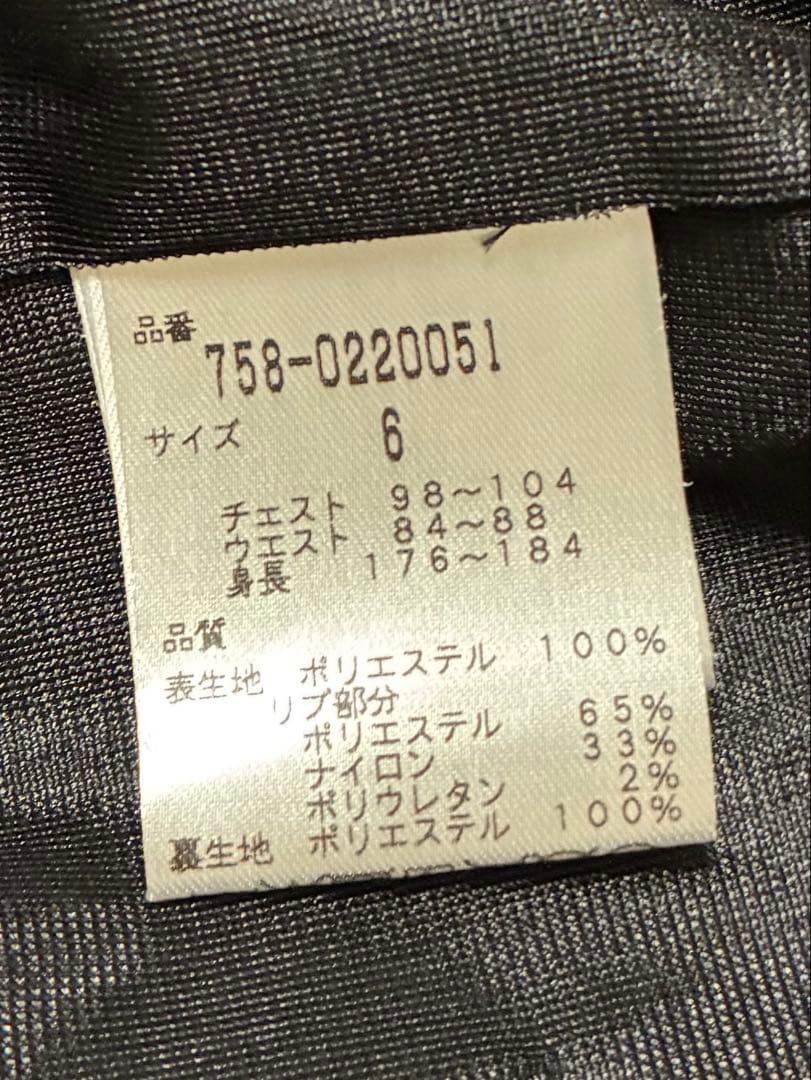 品番 758-0220051
サイズ 6
チェスト 98〜104
ウエスト 84〜88
身長 176〜184
品質
表生地 ポリエステル 100%
リブ部分
ポリエステル 65%
ナイロン 33%
ポリウレタン 2%
裏生地 ポリエステル 100%